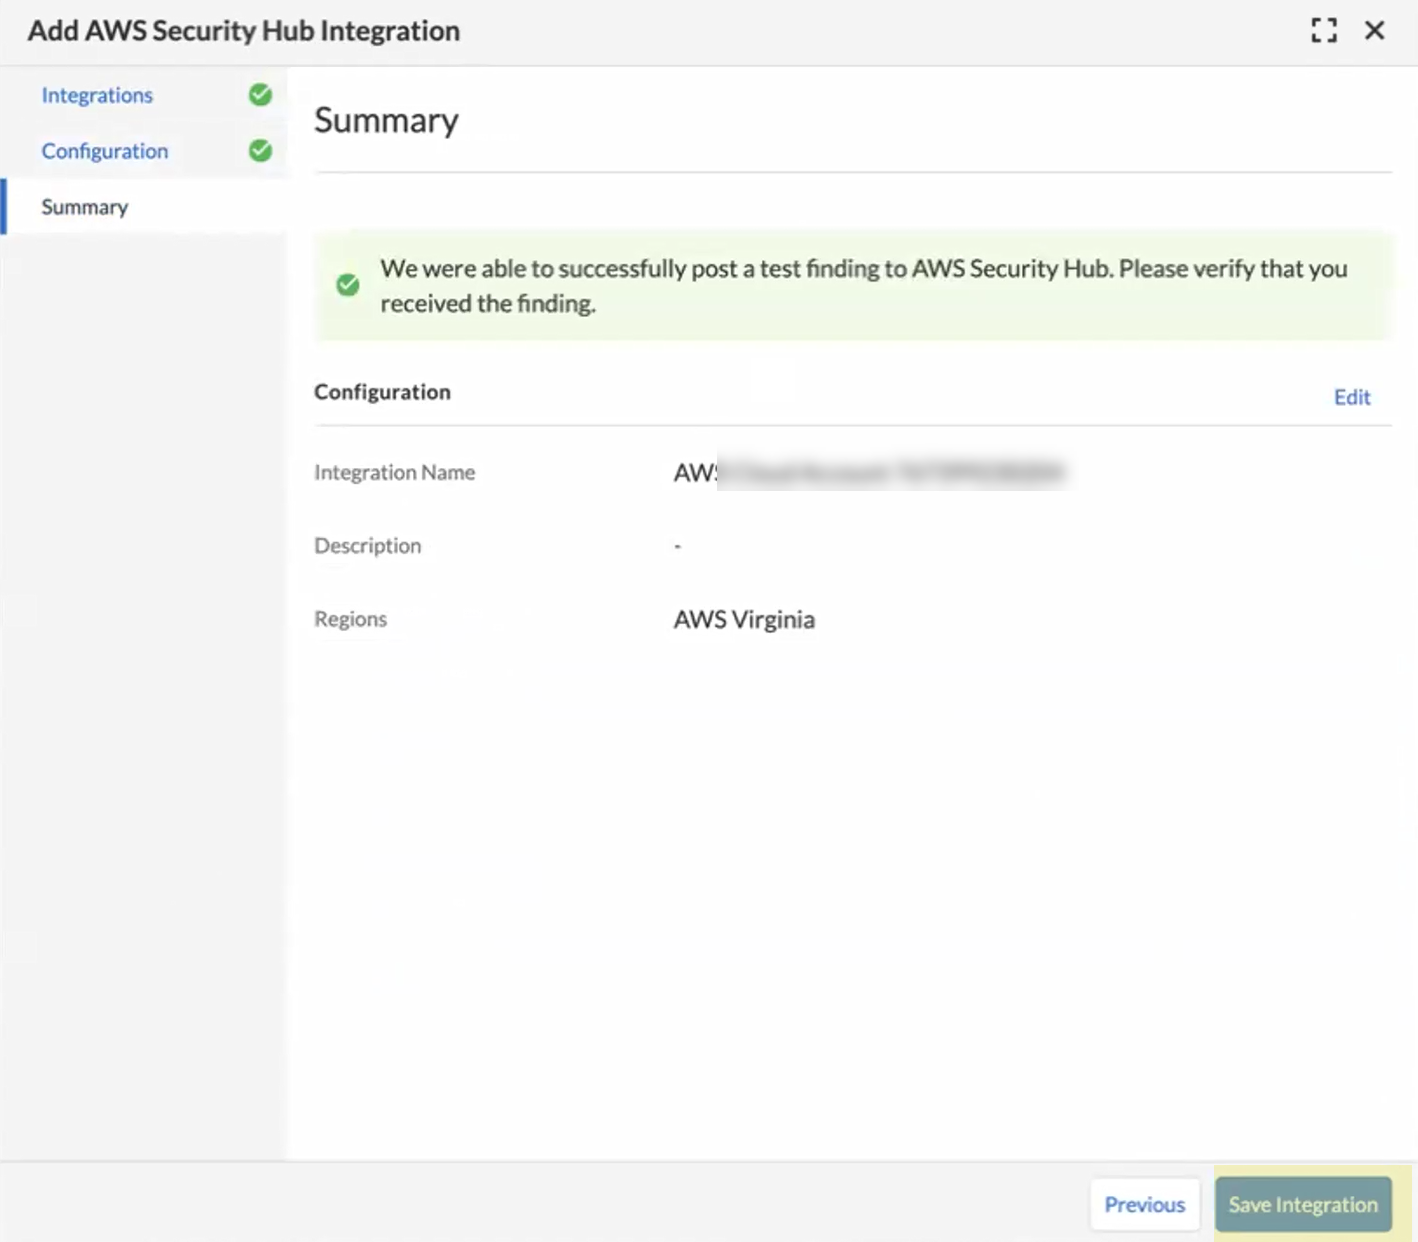 Add AWS Security Hub Integration
Integrations
Configuration
Summary
Summary
We were able to successfully post a test finding to AWS Security Hub. Please verify that you
received the finding.
Configuration
Edit
Integration Name
AWS
Description
-
Regions
AWS Virginia
Previous
Save Integration